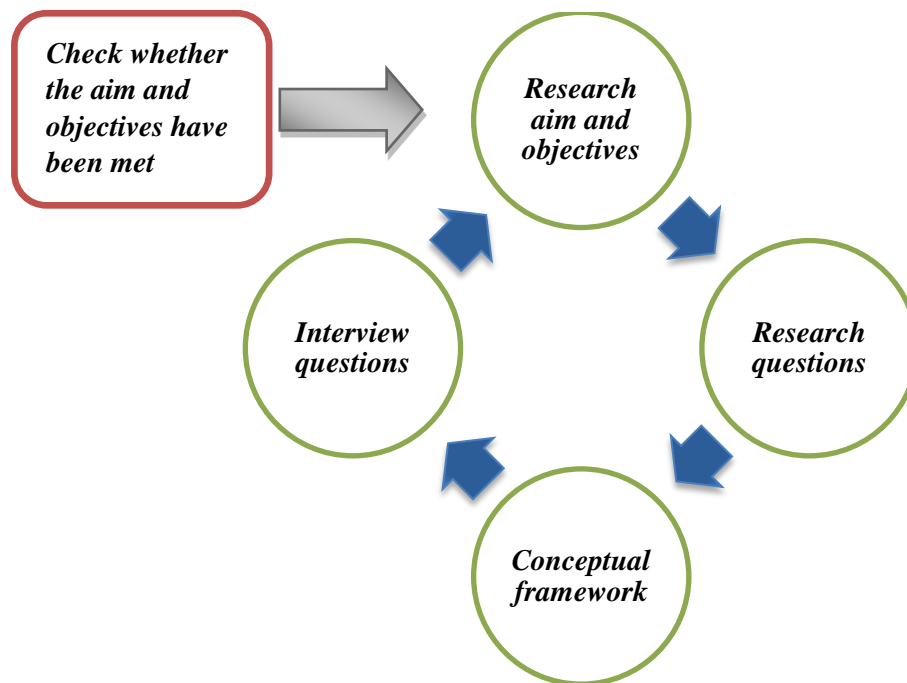 Check whether
the aim and
objectives have
been met
Research
aim and
objectives
Interview
questions
Research
questions
Conceptual
framework